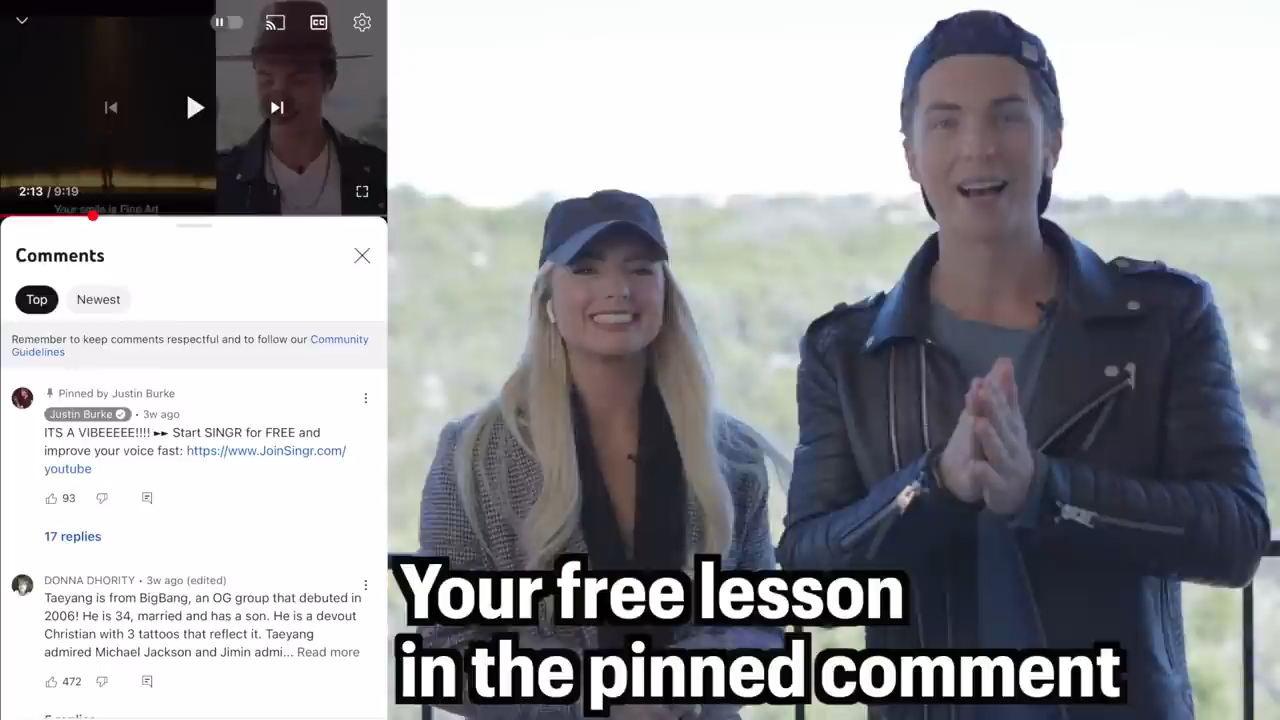 CC
2:13 / 9:19
Your smile is Fine Art
Comments
Top
Newest
Remember to keep comments respectful and to follow our Community
Guidelines
Pinned by Justin Burke
Justin Burke • 3w ago
ITS A VIBEEEEE!!!! ►► Start SINGR for FREE and
improve your voice fast: https://www.JoinSingr.com/
youtube
93
17 replies
DONNA DHORITY • 3w ago (edited)
Taeyang is from BigBang, an OG group that debuted in
2006! He is 34, married and has a son. He is a devout
Christian with 3 tattoos that reflect it. Taeyang
admired Michael Jackson and Jimin admi... Read more
472
Your free lesson
in the pinned comment